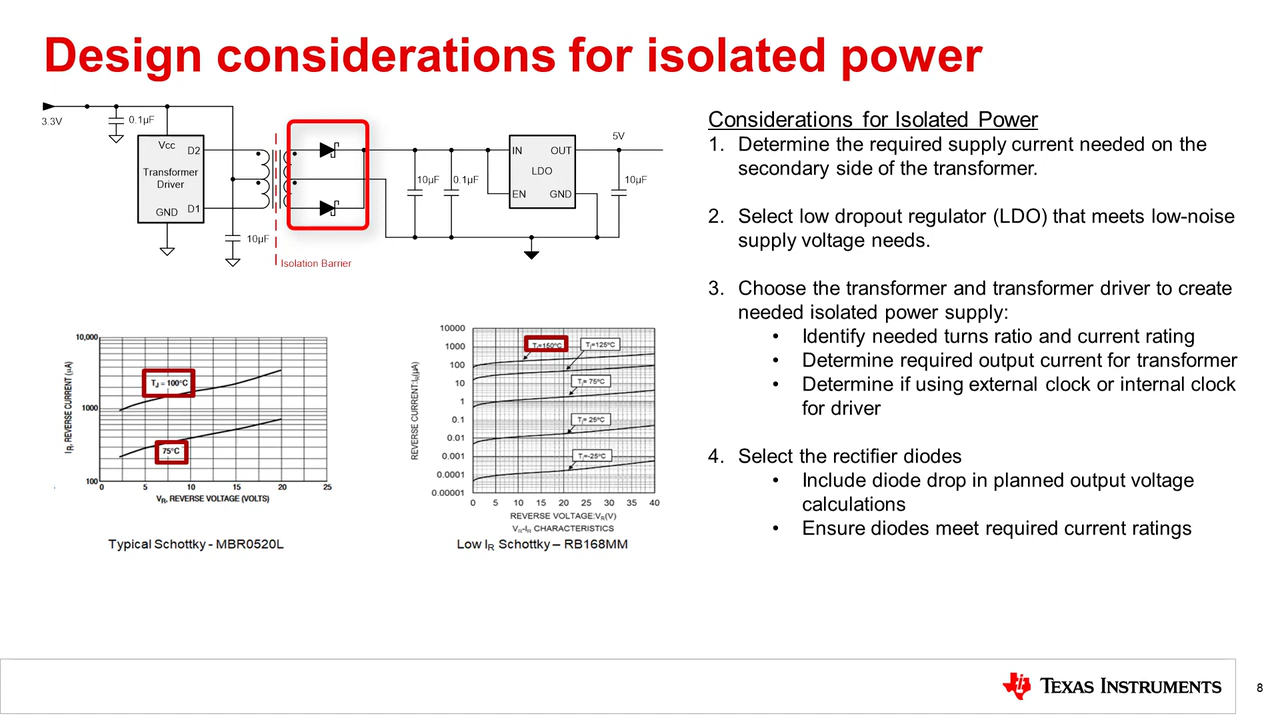 Design considerations for isolated power
3.3V
0.1µF
Vcc
D2
Transformer
Driver
GND
D1
10µF
Isolation Barrier
10µF
0.1µF
IN
OUT
LDO
EN
GND
5V
10µF
Considerations for Isolated Power
1. Determine the required supply current needed on the
secondary side of the transformer.
2. Select low dropout regulator (LDO) that meets low-noise
supply voltage needs.
3. Choose the transformer and transformer driver to create
needed isolated power supply:
• Identify needed turns ratio and current rating
• Determine required output current for transformer
• Determine if using external clock or internal clock
for driver
4. Select the rectifier diodes
• Include diode drop in planned output voltage
calculations
• Ensure diodes meet required current ratings
10,000
1000
100
IR, REVERSE CURRENT (µA)
TJ = 100°C
75°C
0 5 10 15 20 25
VR, REVERSE VOLTAGE (VOLTS)
Typical Schottky - MBR0520L
10000
1000
100
10
1
0.1
0.01
0.001
0.0001
0.00001
REVERSE CURRENT:IR(µA)
Tj=150°C
Tj=125°C
Tj= 75°C
Tj= 25°C
Tj=-25°C
0 5 10 15 20 25 30 35 40
REVERSE VOLTAGE:VR(V)
VR-IR CHARACTERISTICS
Low IR Schottky – RB168MM
TEXAS INSTRUMENTS
8